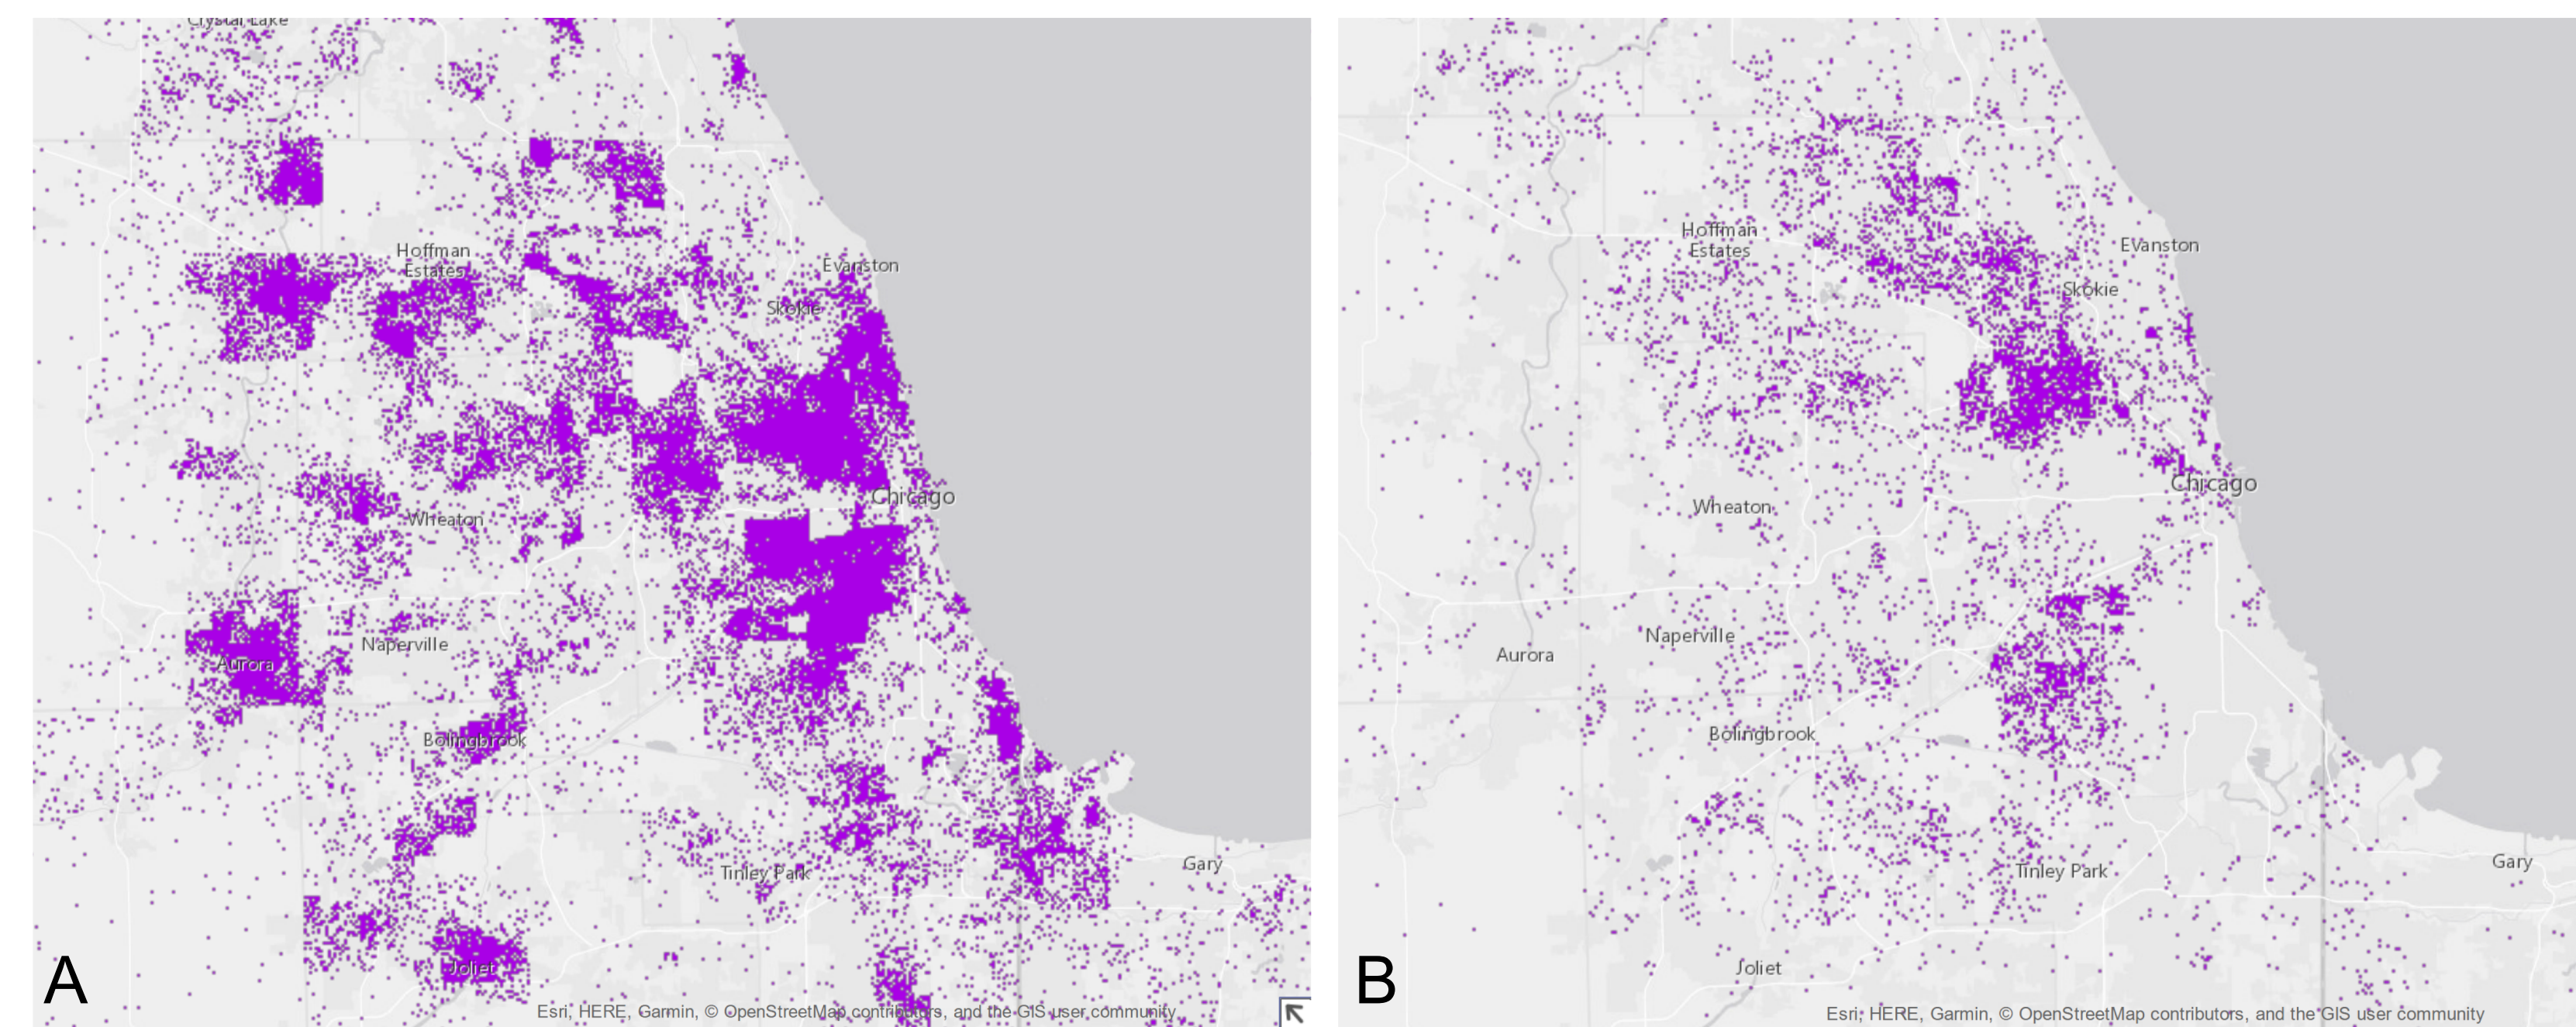 Crystal Lake
Hoffman
Estates
Evanston
Skokie
Chicago
Wheaton
Naperville
Aurora
Bolingbrook
Tinley Park
Gary
Joliet
A
Esri, HERE, Garmin, © OpenStreetMap contributors, and the GIS user community
Hoffman
Estates
Evanston
Skokie
Chicago
Wheaton
Naperville
Aurora
Bolingbrook
Tinley Park
Gary
Joliet
B
Esri, HERE, Garmin, © OpenStreetMap contributors, and the GIS user community